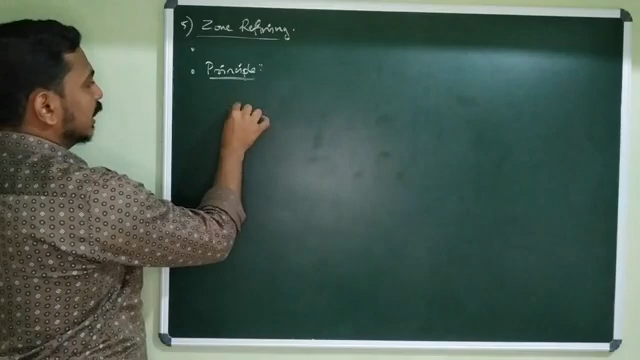 5) Zone Refining.
•
• Principle: